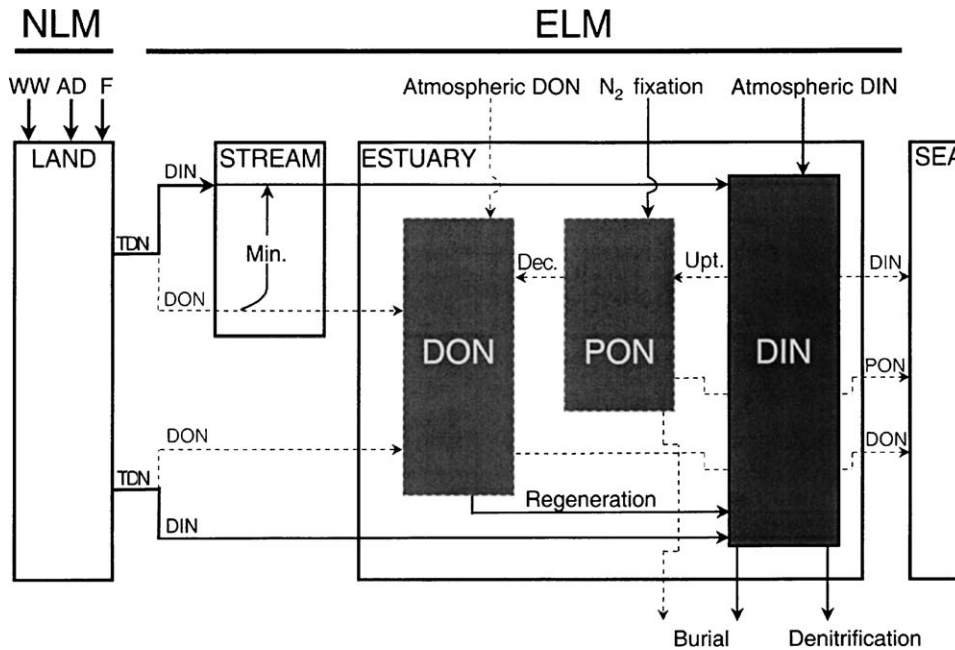 NLM ELM
WW AD F
Atmospheric DON N₂ fixation Atmospheric DIN
LAND STREAM ESTUARY SEA
DIN
TDN
Min.
Dec. Upt. DIN
DON
DON PON DIN
PON
DON DON
TDN
Regeneration
DIN
Burial Denitrification